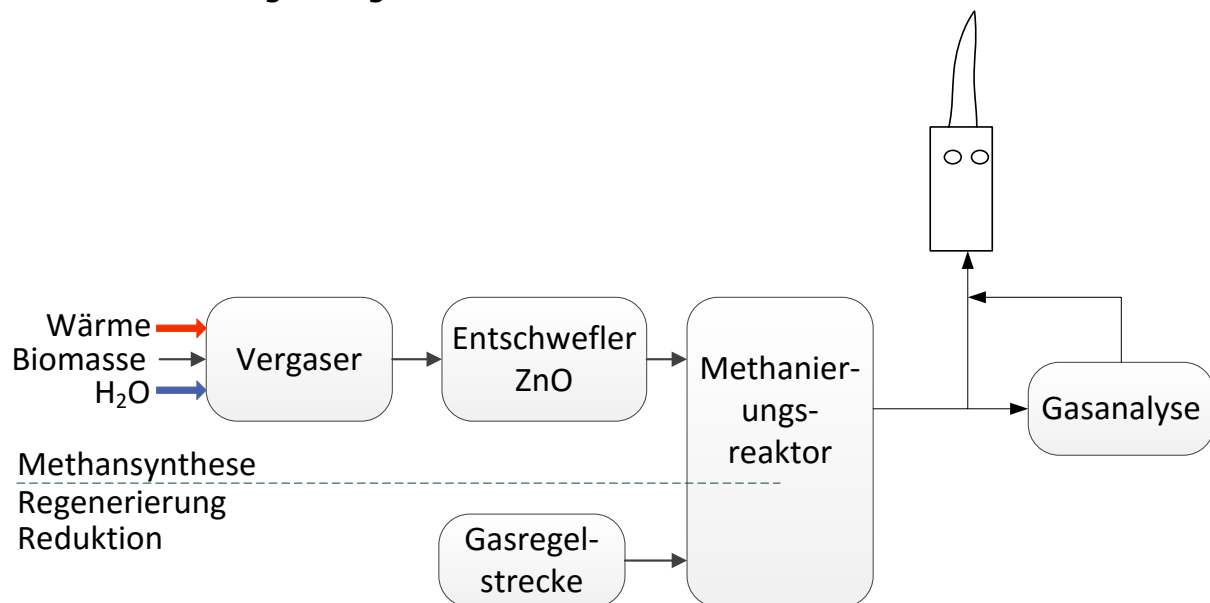 Wärme
Biomasse
H₂O
Vergaser
Entschwefler
ZnO
Methanier-
ungs-
reaktor
Gasanalyse
Methansynthese
Regenerierung
Reduktion
Gasregel-
strecke